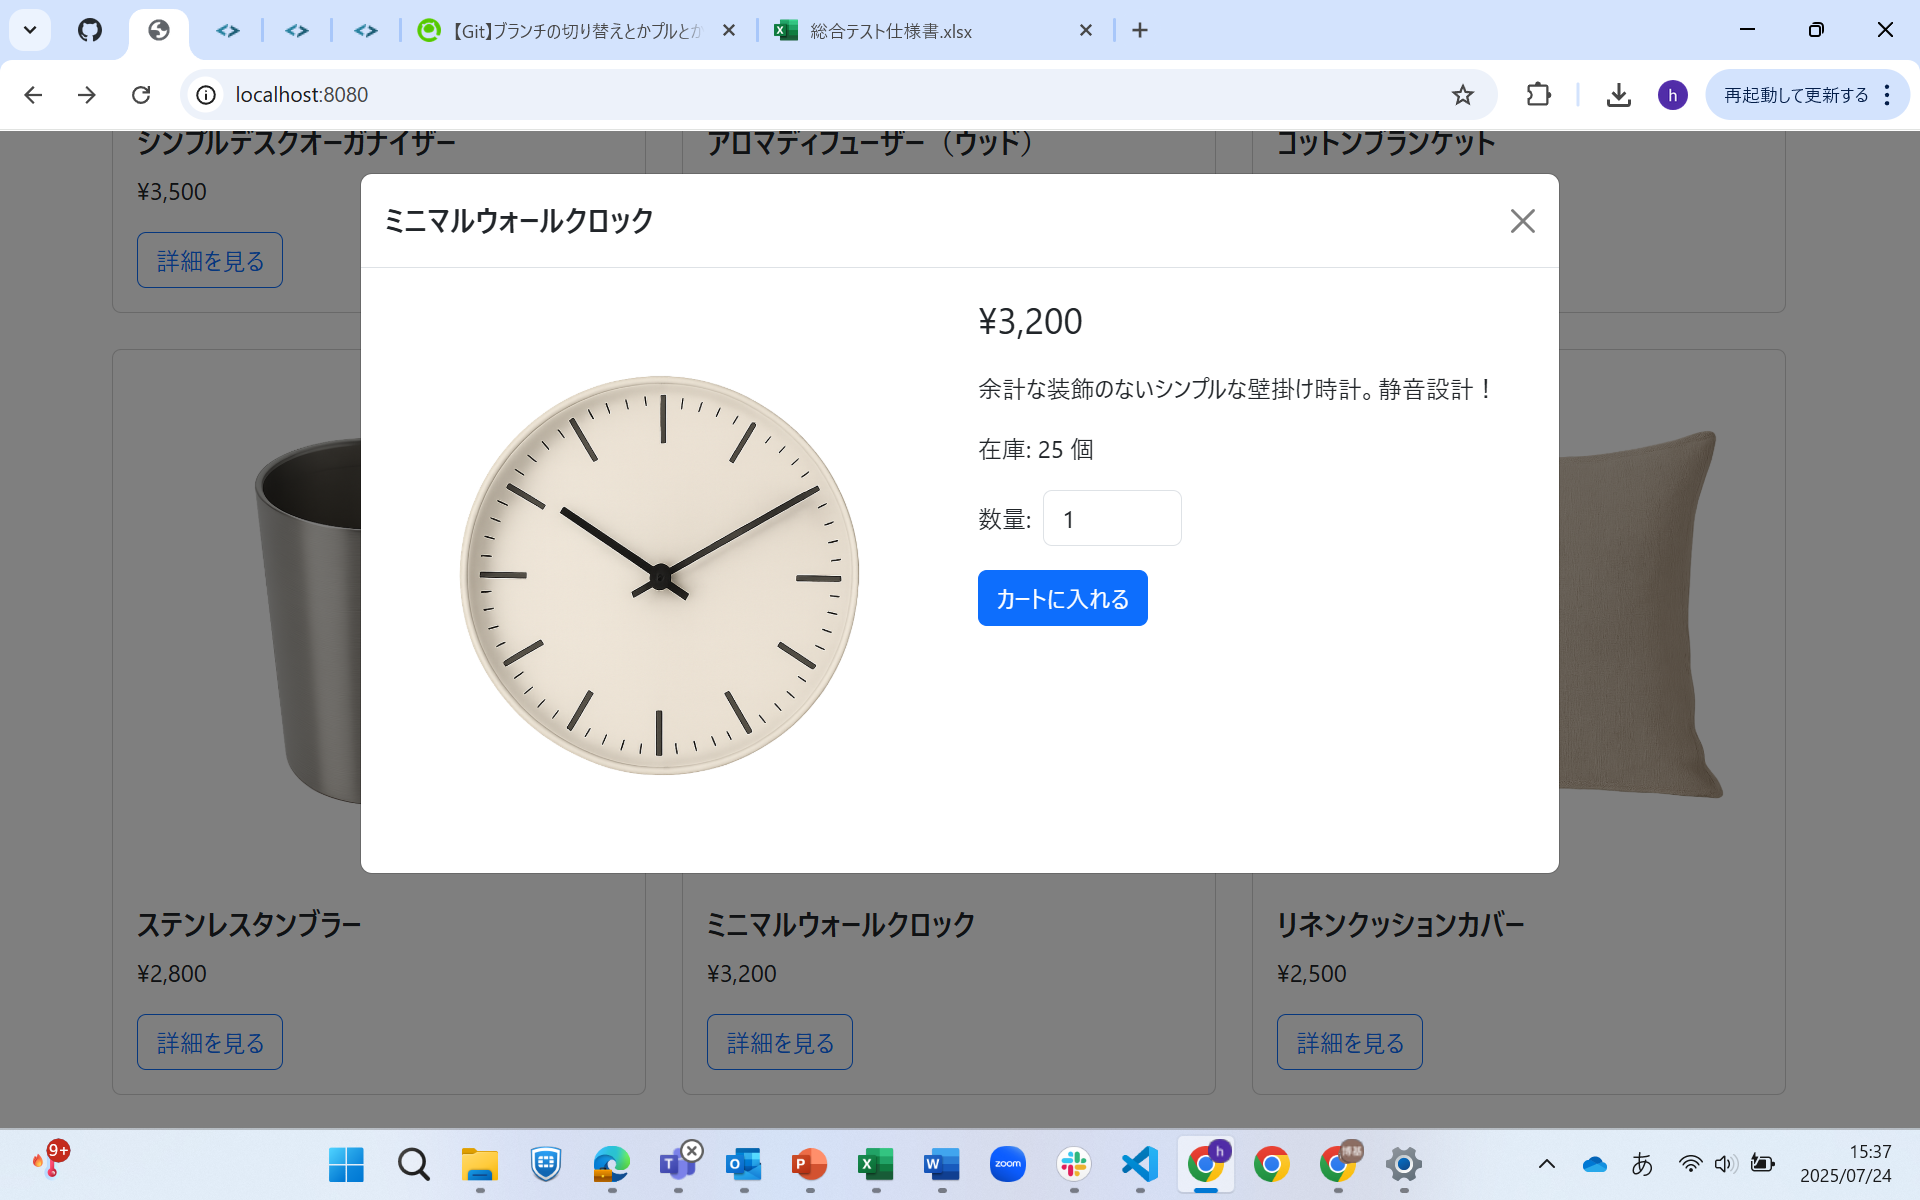 【Git】ブランチの切り替えとかプルとか
総合テスト仕様書.xlsx
localhost:8080
h
再起動して更新する
シンプルデスクオーガナイザー
アロマディフューザー（ウッド）
コットンブランケット
¥3,500
詳細を見る
ミニマルウォールクロック
¥3,200
余計な装飾のないシンプルな壁掛け時計。静音設計！
在庫: 25 個
数量: 1
カートに入れる
ステンレスタンブラー
ミニマルウォールクロック
リネンクッションカバー
¥2,800
¥3,200
¥2,500
詳細を見る
詳細を見る
詳細を見る
9+
zoom
h
あ
15:37
2025/07/24